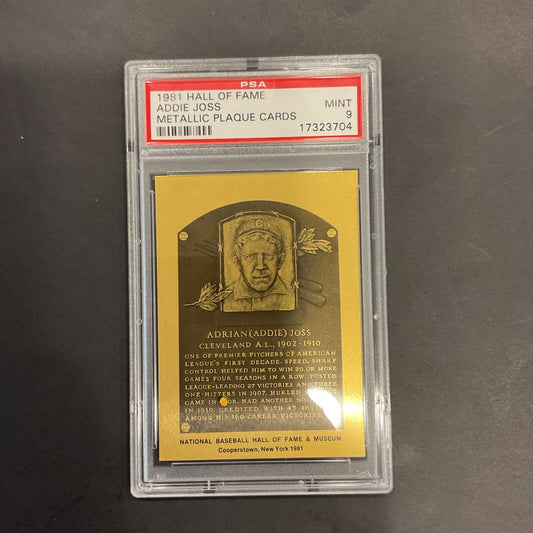 PSA
1981 HALL OF FAME
ADDIE JOSS
METALLIC PLAQUE CARDS
MINT
9
17323704
C
ADRIAN (ADDIE) JOSS
CLEVELAND A.L., 1902-1910
ONE OF PREMIER PITCHERS OF AMERICAN
LEAGUE'S FIRST DECADE. SPEED, SHARP
CONTROL HELPED HIM TO WIN 20 OR MORE
GAMES FOUR SEASONS IN A ROW. POSTED
LEAGUE-LEADING 27 VICTORIES AND THREE
ONE-HITTERS IN 1907. HURLED
GAME IN 08. HAD ANOTHER
IN 1910. CREDITED WITH 45
AMONG HIS 160 CAREER VICTORIES
NATIONAL BASEBALL HALL OF FAME & MUSEUM
Cooperstown, New York 1981